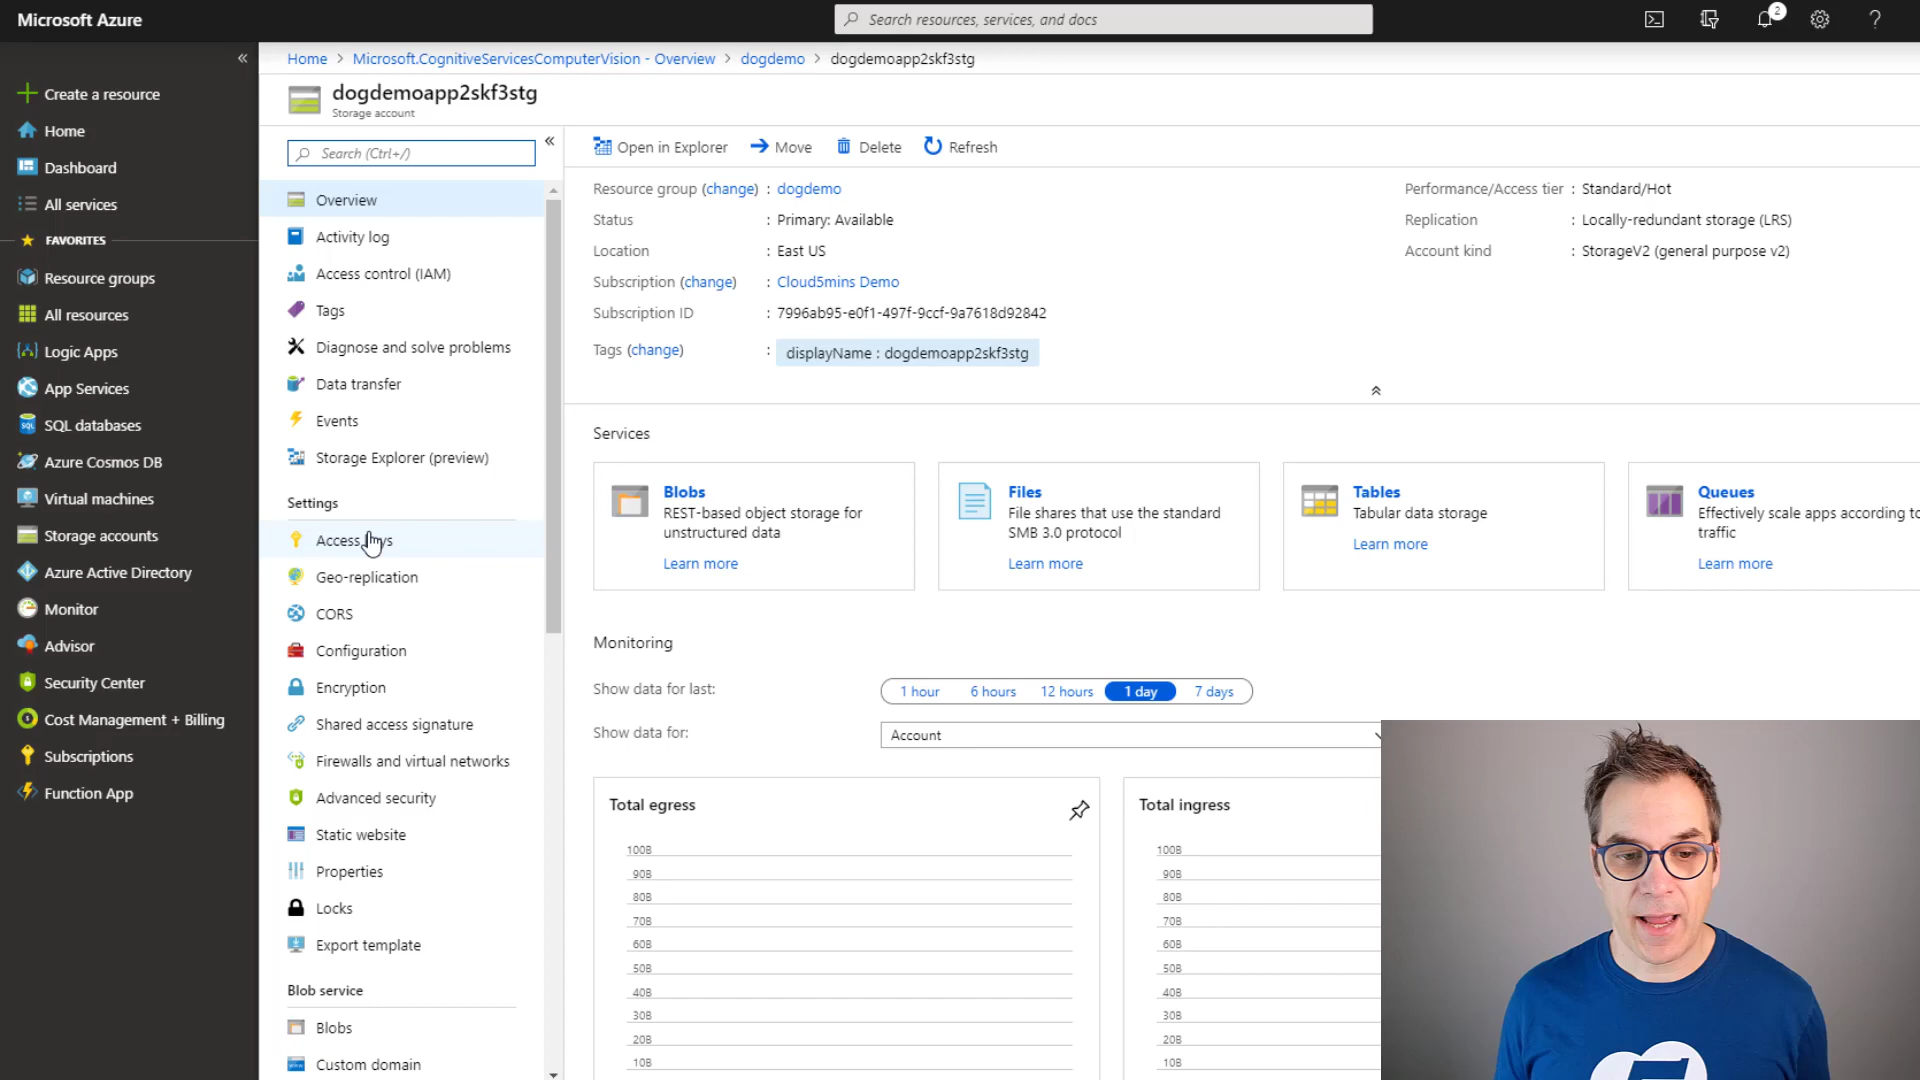 Microsoft Azure
Search resources, services, and docs
2
?
«
Create a resource
Home
Dashboard
All services
FAVORITES
Resource groups
All resources
Logic Apps
App Services
SQL databases
Azure Cosmos DB
Virtual machines
Storage accounts
Azure Active Directory
Monitor
Advisor
Security Center
Cost Management + Billing
Subscriptions
Function App
Home > Microsoft.CognitiveServicesComputerVision - Overview > dogdemo > dogdemoapp2skf3stg
dogdemoapp2skf3stg
Storage account
Search (Ctrl+/)
«
Overview
Activity log
Access control (IAM)
Tags
Diagnose and solve problems
Data transfer
Events
Storage Explorer (preview)
Settings
Access
Geo-replication
CORS
Configuration
Encryption
Shared access signature
Firewalls and virtual networks
Advanced security
Static website
Properties
Locks
Export template
Blob service
Blobs
Custom domain
Open in Explorer
Move
Delete
Refresh
Resource group (change) : dogdemo
Status : Primary: Available
Location : East US
Subscription (change) : Cloud5mins Demo
Subscription ID : 7996ab95-e0f1-497f-9ccf-9a7618d92842
Tags (change) : displayName : dogdemoapp2skf3stg
Performance/Access tier : Standard/Hot
Replication : Locally-redundant storage (LRS)
Account kind : StorageV2 (general purpose v2)
Services
Blobs
REST-based object storage for
unstructured data
Learn more
Files
File shares that use the standard
SMB 3.0 protocol
Learn more
Tables
Tabular data storage
Learn more
Queues
Effectively scale apps according to
traffic
Learn more
Monitoring
Show data for last:
1 hour
6 hours
12 hours
1 day
7 days
Show data for:
Account
Total egress
100B
90B
80B
70B
60B
50B
40B
30B
20B
10B
Total ingress
100B
90B
80B
70B
60B
50B
40B
30B
20B
10B